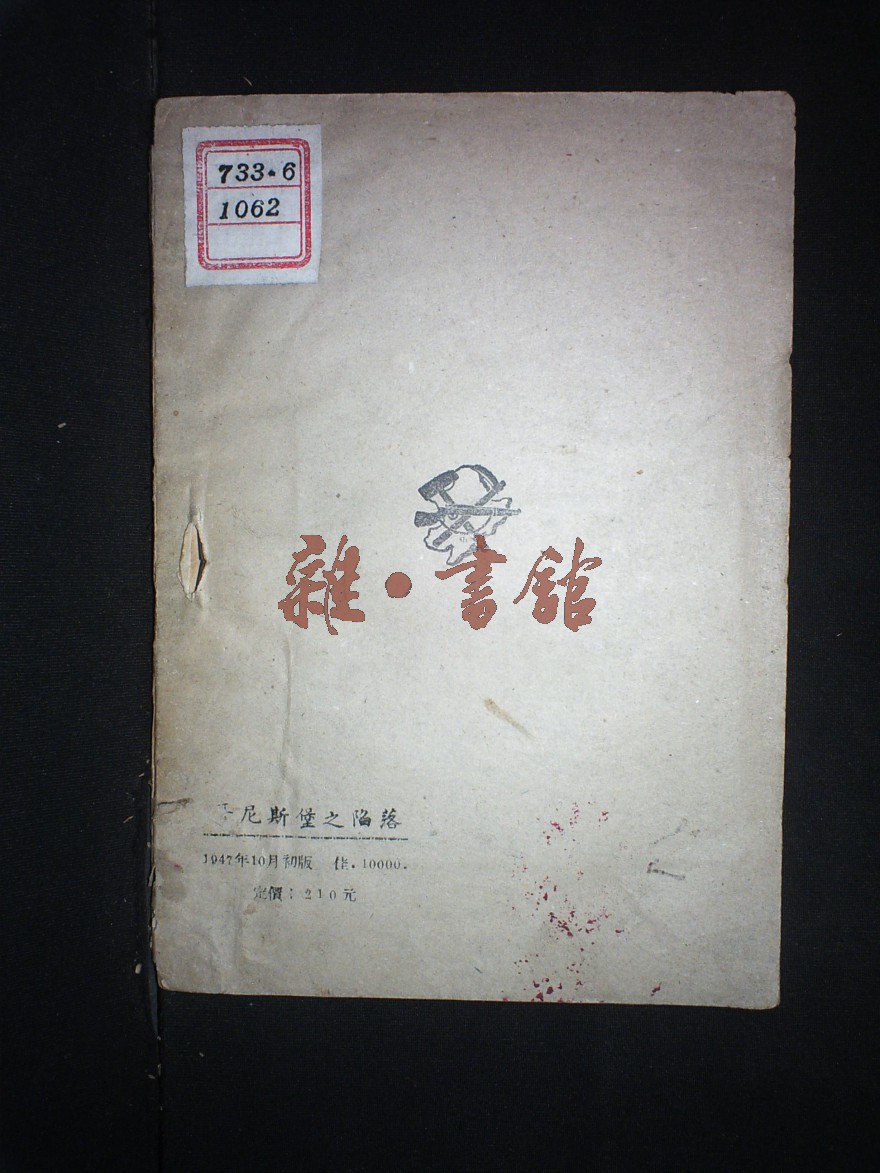 733.6
1062
雜·書館
尼斯堡之陷落
1947年10月初版 佳.10000.
定價:210元